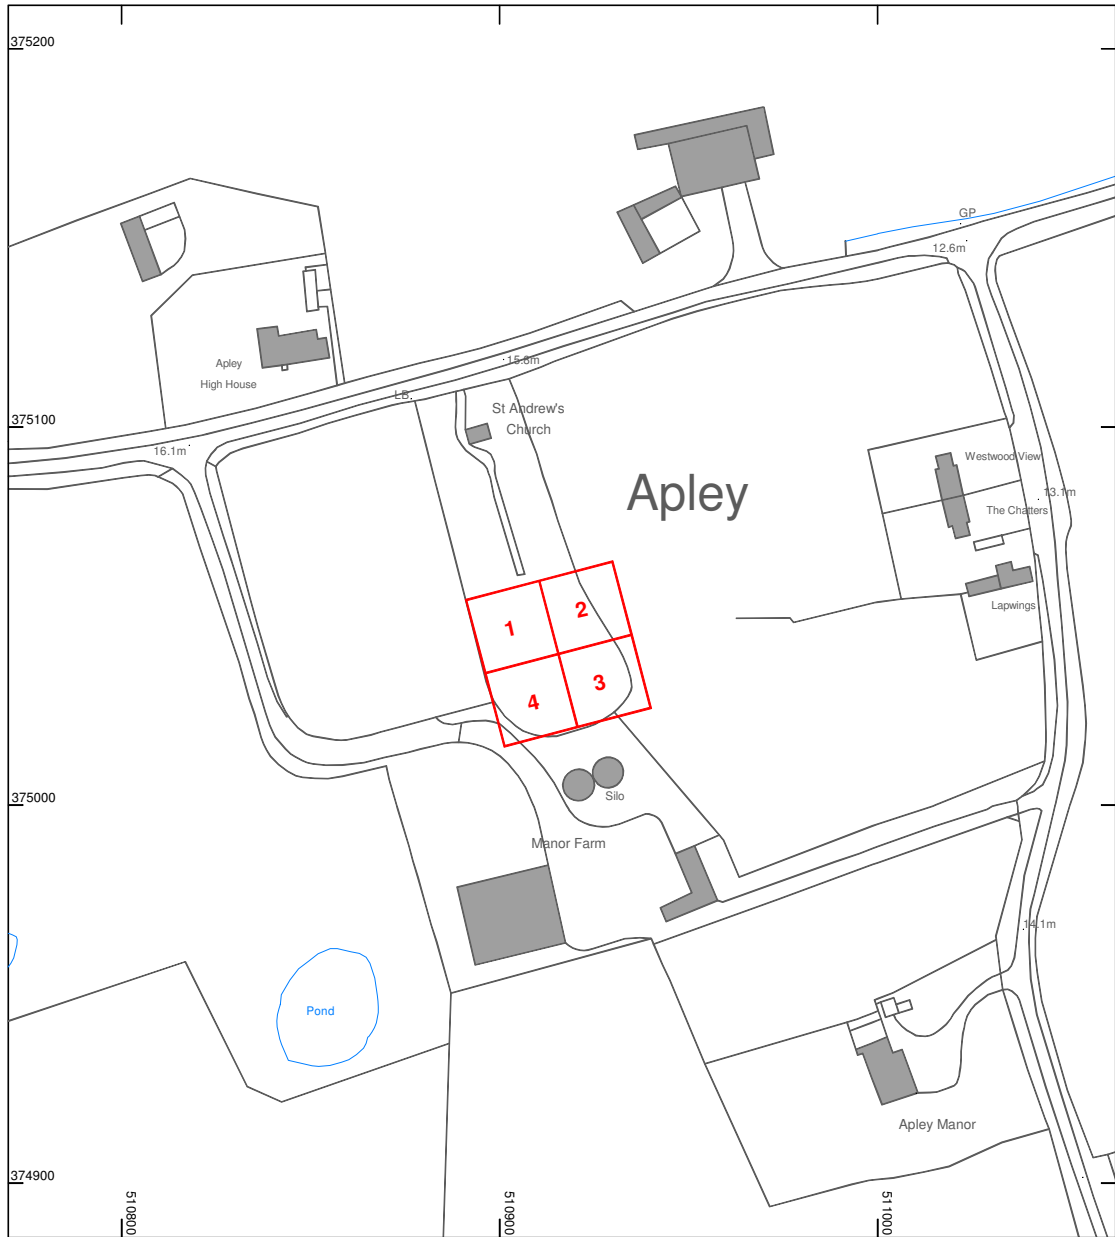 375200
GP
12.6m
15.8m
Apley
High House
LB
St Andrew's
Church
375100
16.1m
Westwood View
Apley
13.1m
The Chatters
2
1
Lapwings
3
4
375000
Silo
Manor Farm
14.1m
Pond
Apley Manor
374900
510800
510900
511000